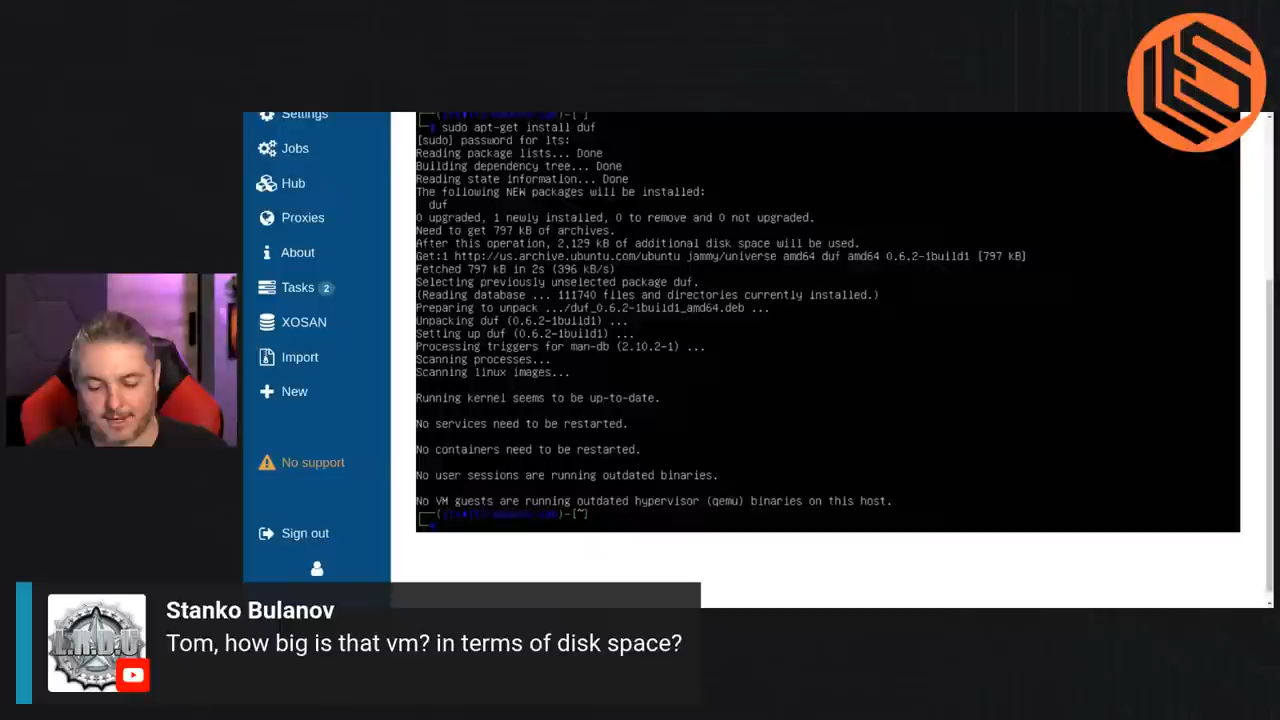 Settings
Jobs
Hub
Proxies
About
Tasks 2
XOSAN
Import
New
No support
Sign out
sudo apt-get install duf
[sudo] password for lts:
Reading package lists... Done
Building dependency tree... Done
Reading state information... Done
The following NEW packages will be installed:
duf
0 upgraded, 1 newly installed, 0 to remove and 0 not upgraded.
Need to get 797 kB of archives.
After this operation, 2,129 kB of additional disk space will be used.
Get:1 http://us.archive.ubuntu.com/ubuntu jammy/universe amd64 duf amd64 0.6.2-1build1 [797 kB]
Fetched 797 kB in 2s (396 kB/s)
Selecting previously unselected package duf.
(Reading database ... 111740 files and directories currently installed.)
Preparing to unpack .../duf_0.6.2-1build1_amd64.deb ...
Unpacking duf (0.6.2-1build1) ...
Setting up duf (0.6.2-1build1) ...
Processing triggers for man-db (2.10.2-1) ...
Scanning processes...
Scanning linux images...
Running kernel seems to be up-to-date.
No services need to be restarted.
No containers need to be restarted.
No user sessions are running outdated binaries.
No VM guests are running outdated hypervisor (qemu) binaries on this host.
Stanko Bulanov
Tom, how big is that vm? in terms of disk space?